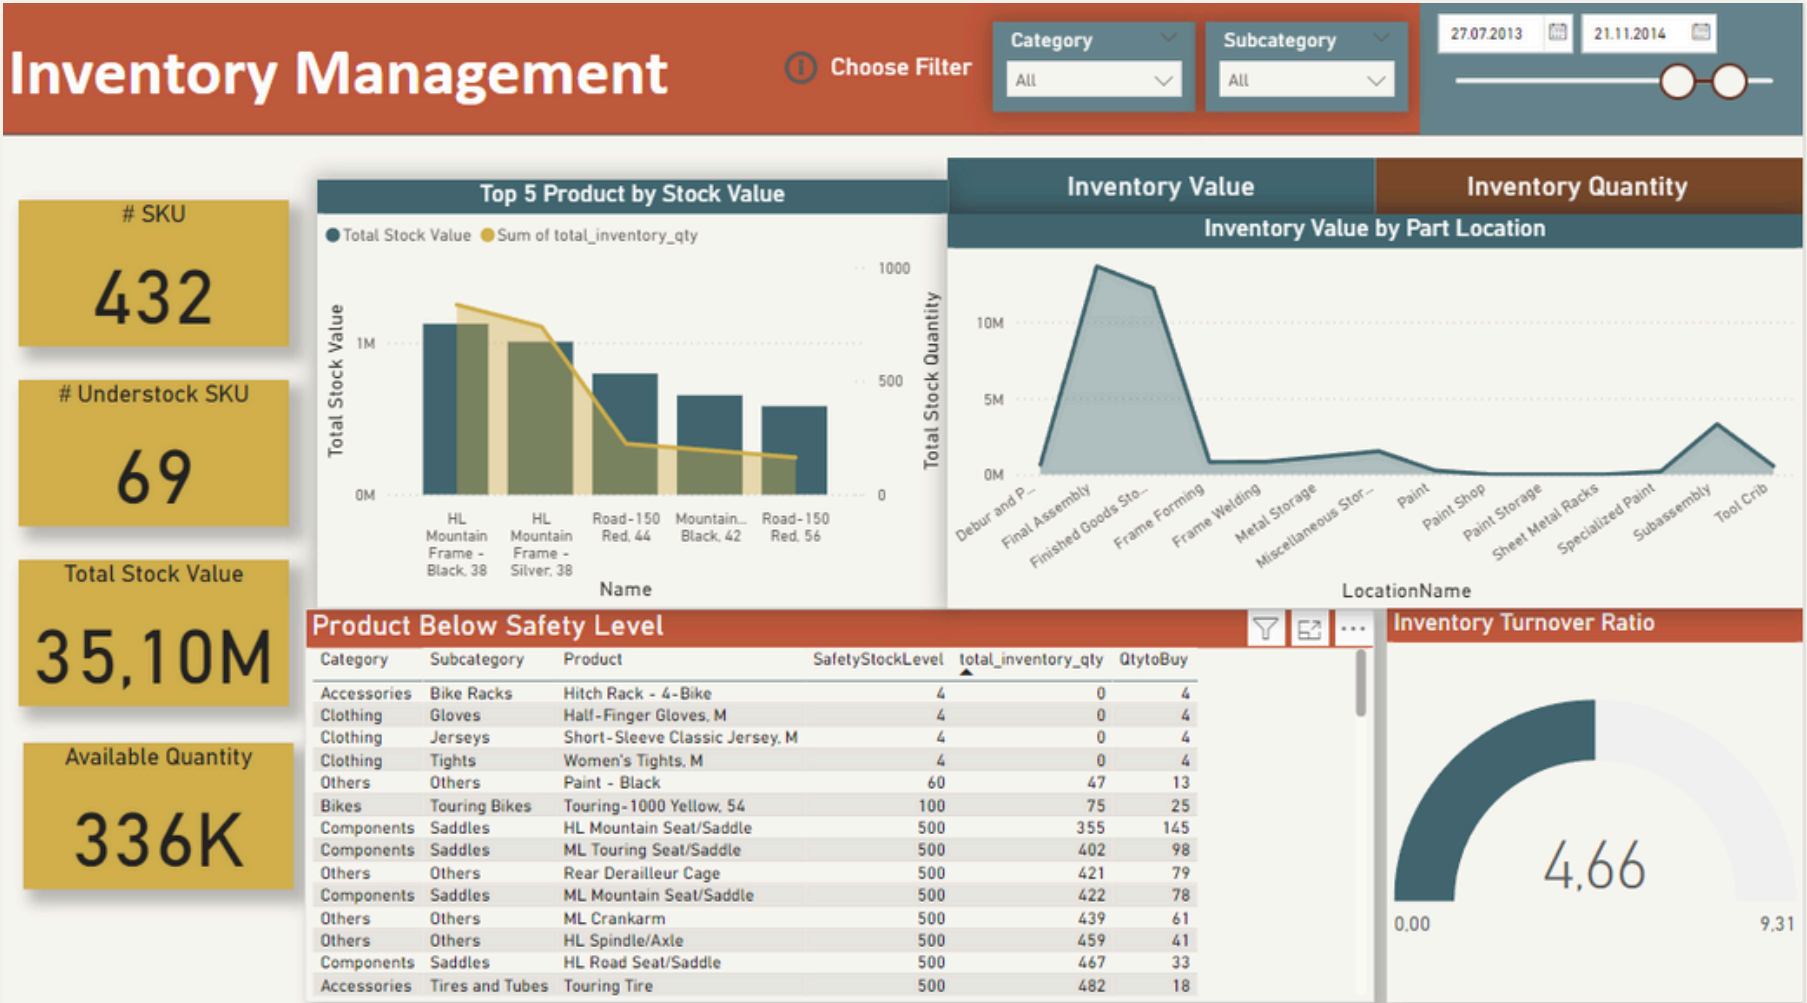 Inventory Management
Choose Filter
Category
All
Subcategory
All
27.07.2013
21.11.2014
# SKU
432
# Understock SKU
69
Total Stock Value
35,10M
Available Quantity
336K
Top 5 Product by Stock Value
Total Stock Value Sum of total_inventory_qty
Total Stock Value
1M
0M
1000
500
0
Total Stock Quantity
HL Mountain Frame - Black, 38
HL Mountain Frame - Silver, 38
Road-150 Red, 44
Mountain... Black, 42
Road-150 Red, 56
Name
Inventory Value
Inventory Quantity
Inventory Value by Part Location
10M
5M
0M
Debur and P...
Final Assembly
Finished Goods Sto...
Frame Forming
Frame Welding
Metal Storage
Miscellaneous Stor...
Paint
Paint Shop
Paint Storage
Sheet Metal Racks
Specialized Paint
Subassembly
Tool Crib
LocationName
Product Below Safety Level
Category Subcategory Product SafetyStockLevel total_inventory_qty QtytoBuy
Accessories Bike Racks Hitch Rack - 4-Bike 4 0 4
Clothing Gloves Half-Finger Gloves, M 4 0 4
Clothing Jerseys Short-Sleeve Classic Jersey, M 4 0 4
Clothing Tights Women's Tights, M 4 0 4
Others Others Paint - Black 60 47 13
Bikes Touring Bikes Touring-1000 Yellow, 54 100 75 25
Components Saddles HL Mountain Seat/Saddle 500 355 145
Components Saddles ML Touring Seat/Saddle 500 402 98
Others Others Rear Derailleur Cage 500 421 79
Components Saddles ML Mountain Seat/Saddle 500 422 78
Others Others ML Crankarm 500 439 61
Others Others HL Spindle/Axle 500 459 41
Components Saddles HL Road Seat/Saddle 500 467 33
Accessories Tires and Tubes Touring Tire 500 482 18
Inventory Turnover Ratio
4,66
0,00
9,31